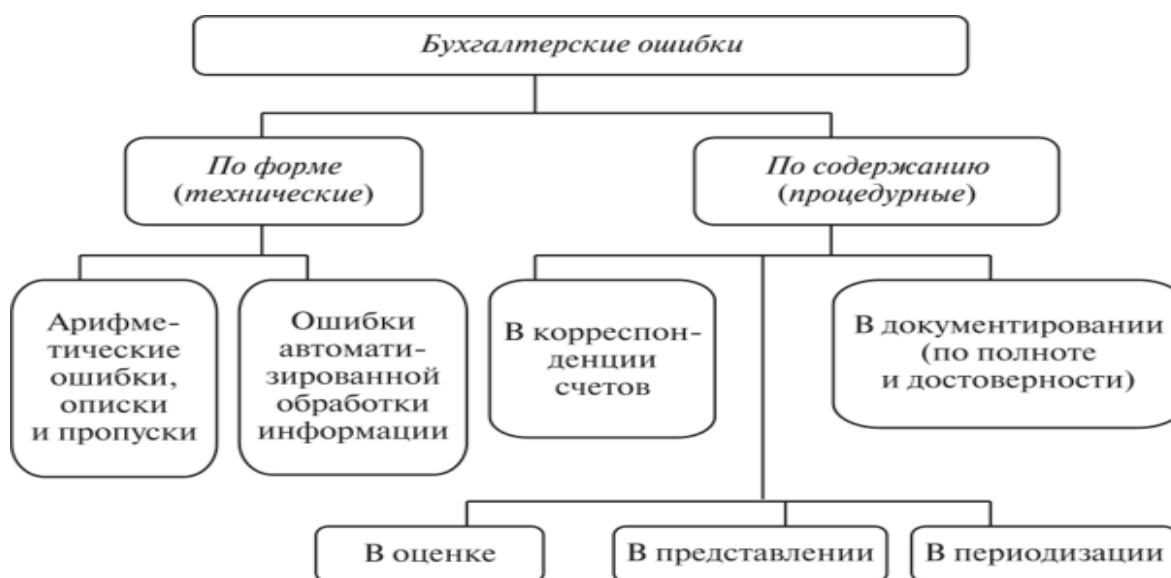 Бухгалтерские ошибки
По форме
(технические)
По содержанию
(процедурные)
Арифме-
тические
ошибки,
описки
и пропуски
Ошибки
автомати-
зированной
обработки
информации
В корреспон-
денции
счетов
В документировании
(по полноте
и достоверности)
В оценке
В представлении
В периодизации